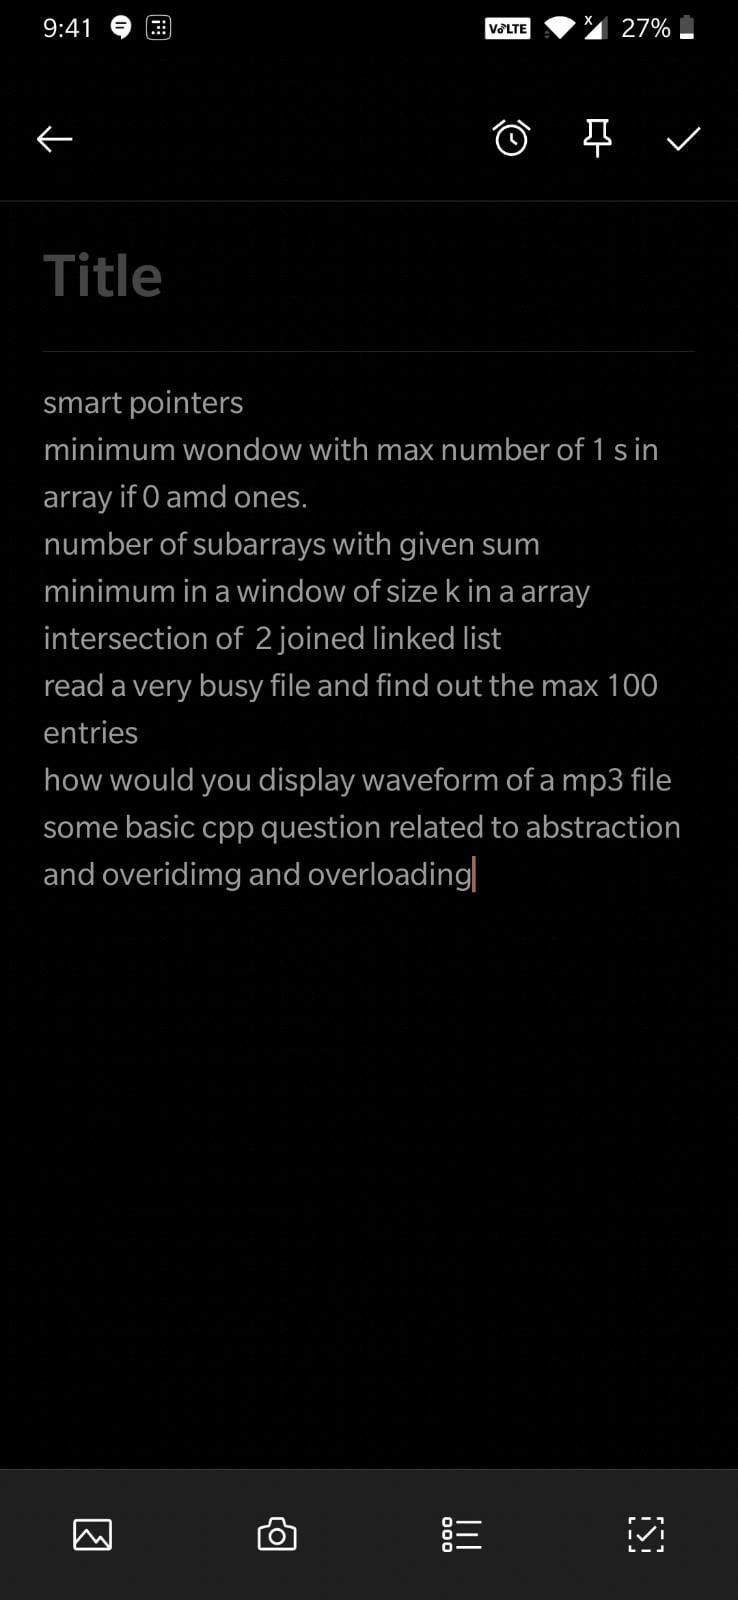 9:41 VoLTE X 27%
Title
smart pointers
minimum wondow with max number of 1 s in
array if 0 amd ones.
number of subarrays with given sum
minimum in a window of size k in a array
intersection of  2 joined linked list
read a very busy file and find out the max 100
entries
how would you display waveform of a mp3 file
some basic cpp question related to abstraction
and overidimg and overloading